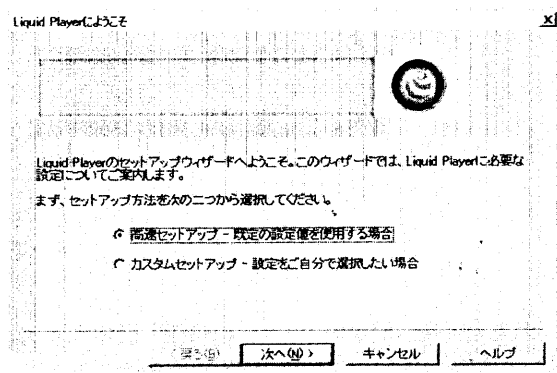 Liquid Playerにようこそ
Liquid Playerのセットアップウィザードへようこそ。このウィザードでは、Liquid Playerに必要な
設定についてご案内します。
まず、セットアップ方法を次の二つから選択してください。
高速セットアップ - 既定の設定値を使用する場合
カスタムセットアップ - 設定をご自分で選択したい場合
戻る(B) 次へ(N) > キャンセル ヘルプ